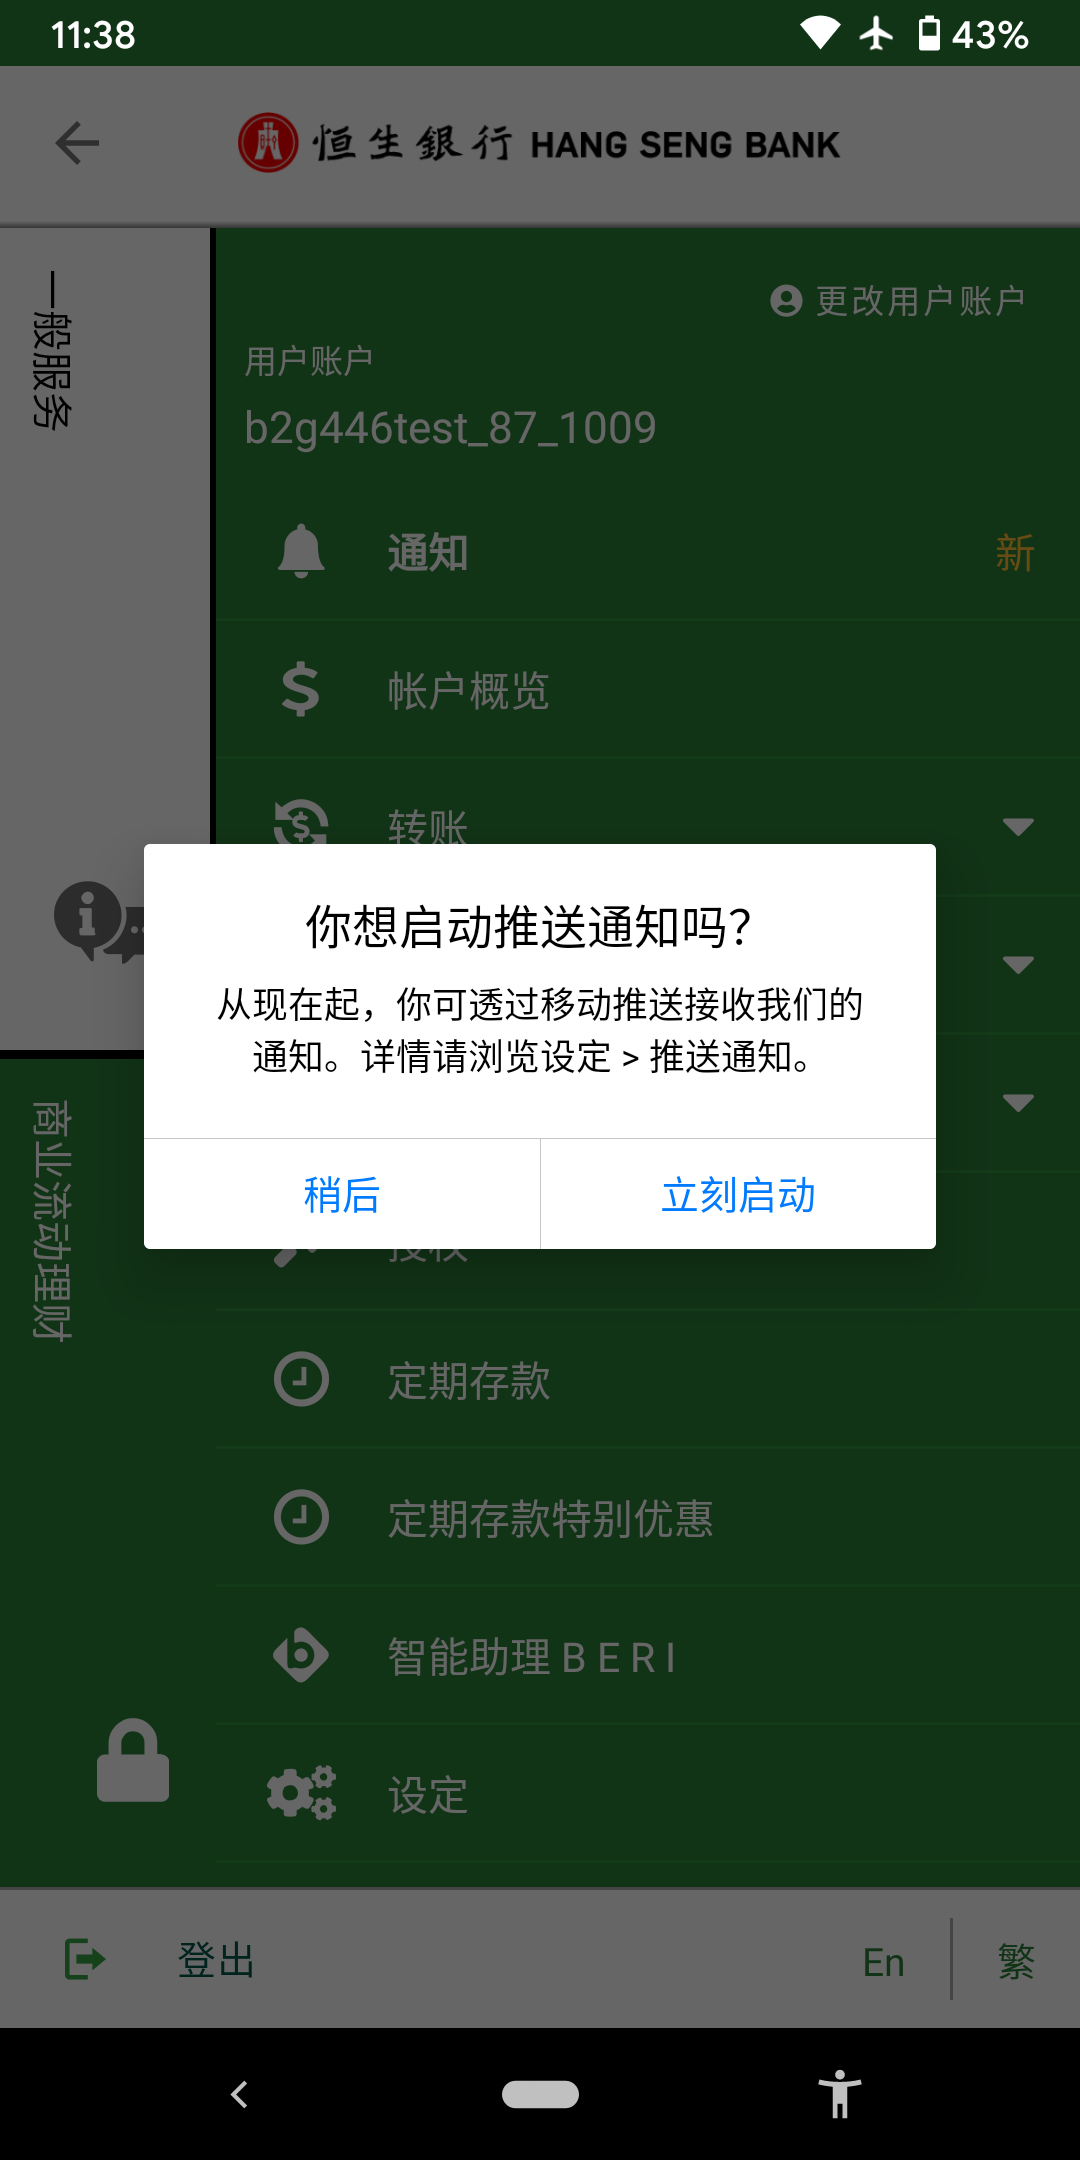 11:38
43%
恒生銀行 HANG SENG BANK
一般服务
更改用户账户
用户账户
b2g446test_87_1009
通知
新
帐户概览
转账
你想启动推送通知吗？
从现在起，你可透过移动推送接收我们的
通知。详情请浏览设定 > 推送通知。
稍后
立刻启动
商业流动理财
授权
定期存款
定期存款特别优惠
智能助理 B E R I
设定
登出
En
繁